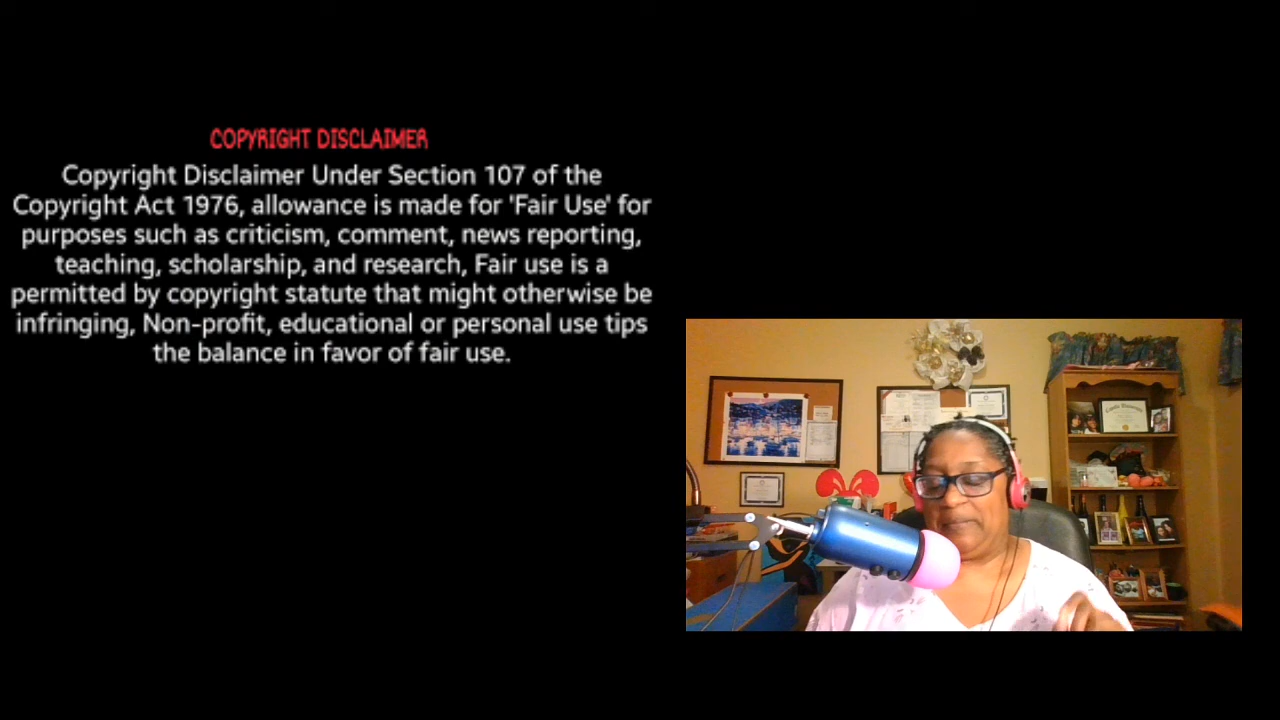 COPYRIGHT DISCLAIMER
Copyright Disclaimer Under Section 107 of the
Copyright Act 1976, allowance is made for 'Fair Use' for
purposes such as criticism, comment, news reporting,
teaching, scholarship, and research, Fair use is a
permitted by copyright statute that might otherwise be
infringing, Non-profit, educational or personal use tips
the balance in favor of fair use.